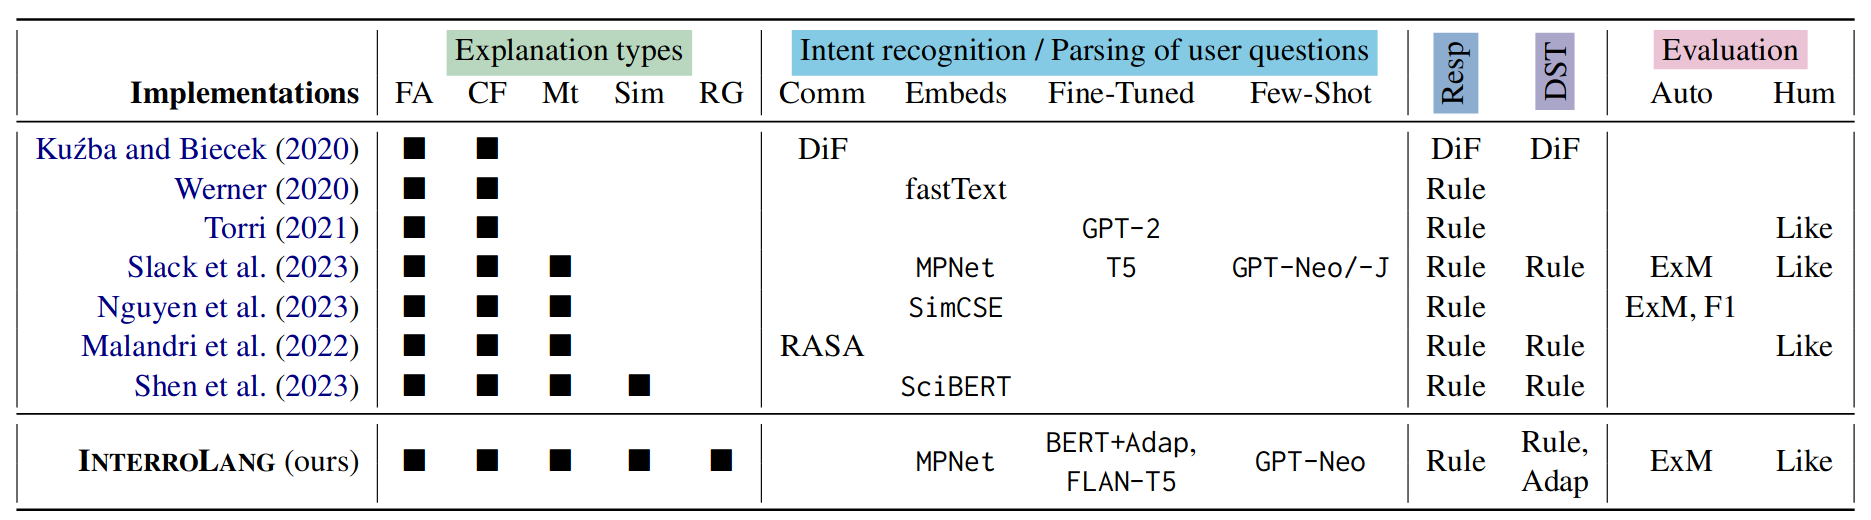 Explanation types Intent recognition / Parsing of user questions Resp DST Evaluation
Implementations FA CF Mt Sim RG Comm Embeds Fine-Tuned Few-Shot Auto Hum
Kuźba and Biecek (2020) ■ ■ DiF DiF DiF
Werner (2020) ■ ■ fastText Rule
Torri (2021) ■ ■ GPT-2 Rule Like
Slack et al. (2023) ■ ■ ■ MPNet T5 GPT-Neo/-J Rule Rule ExM Like
Nguyen et al. (2023) ■ ■ ■ SimCSE Rule ExM, F1
Malandri et al. (2022) ■ ■ ■ RASA Rule Rule Like
Shen et al. (2023) ■ ■ ■ ■ SciBERT Rule Rule
INTERROLANG (ours) ■ ■ ■ ■ ■ MPNet BERT+Adap, FLAN-T5 GPT-Neo Rule Rule, Adap ExM Like